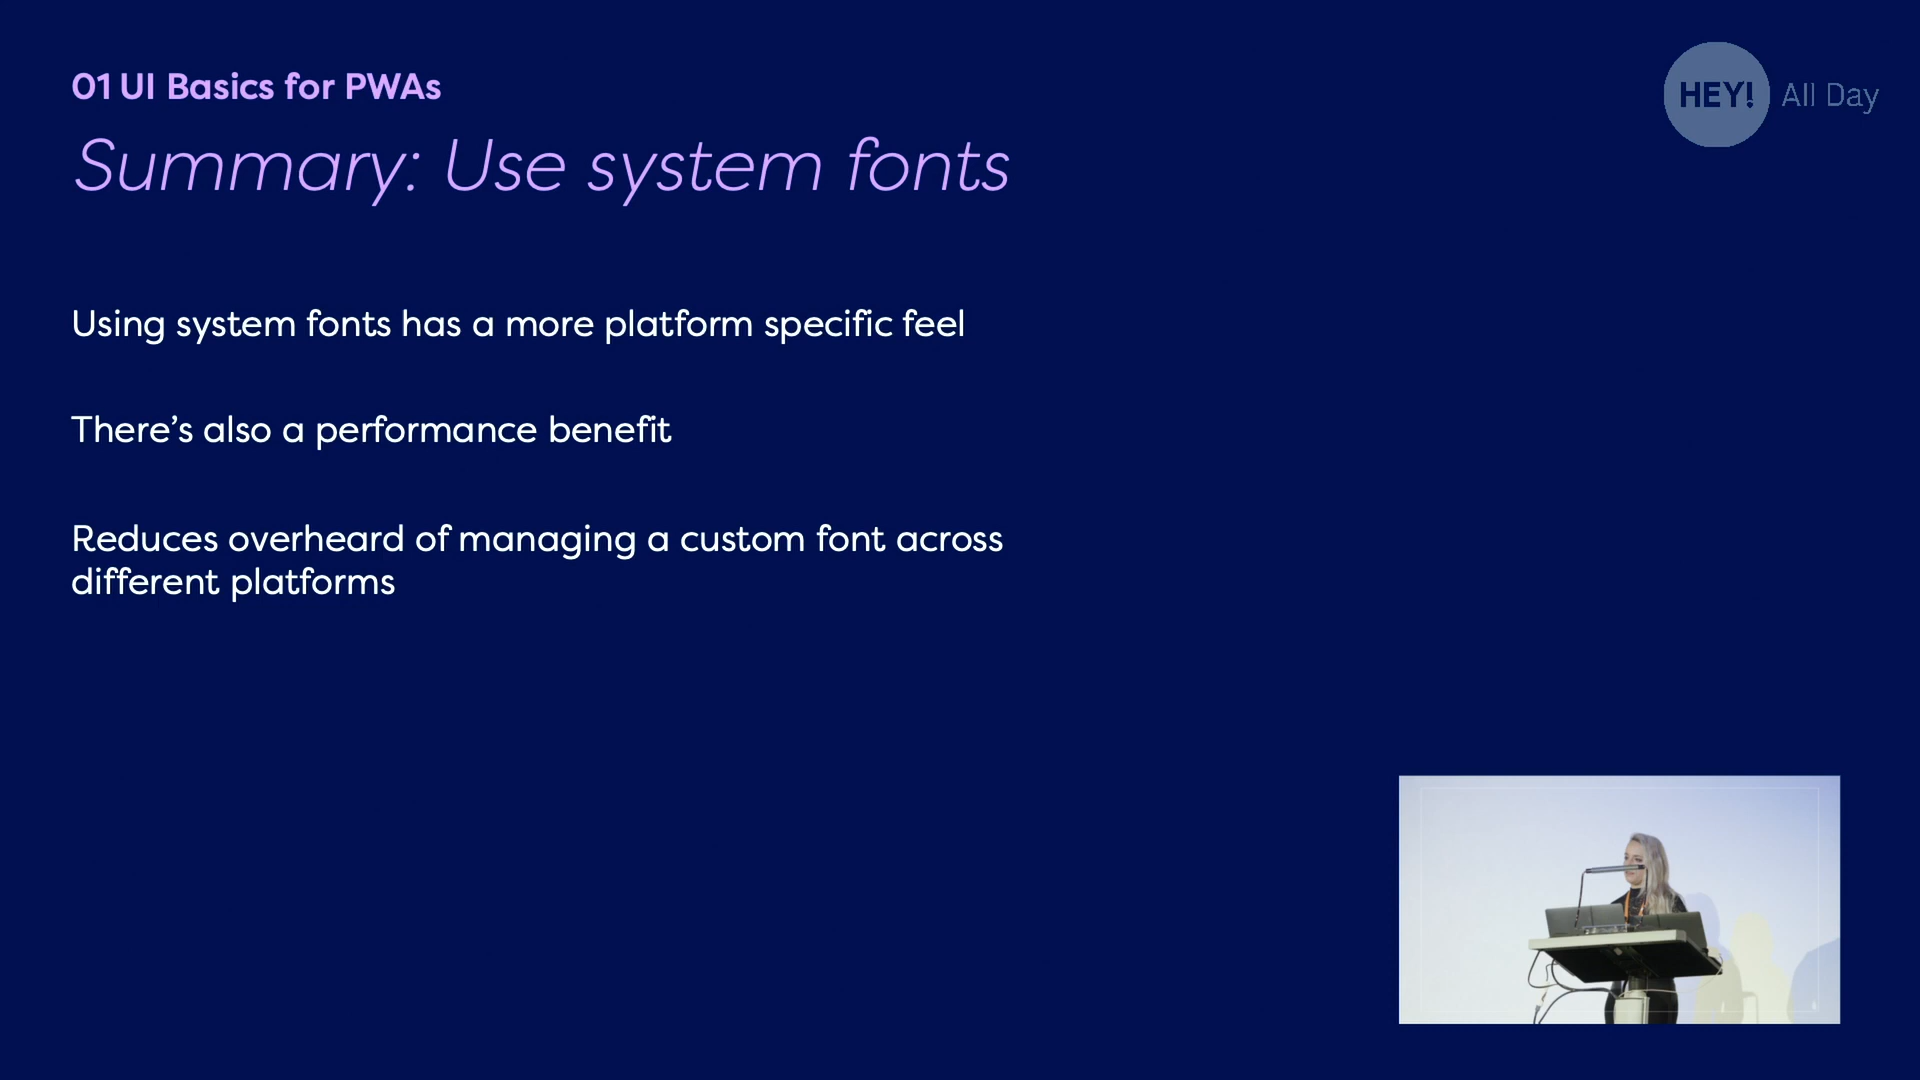 01 UI Basics for PWAs
Summary: Use system fonts
HEY! All Day
Using system fonts has a more platform specific feel
There’s also a performance benefit
Reduces overheard of managing a custom font across
different platforms